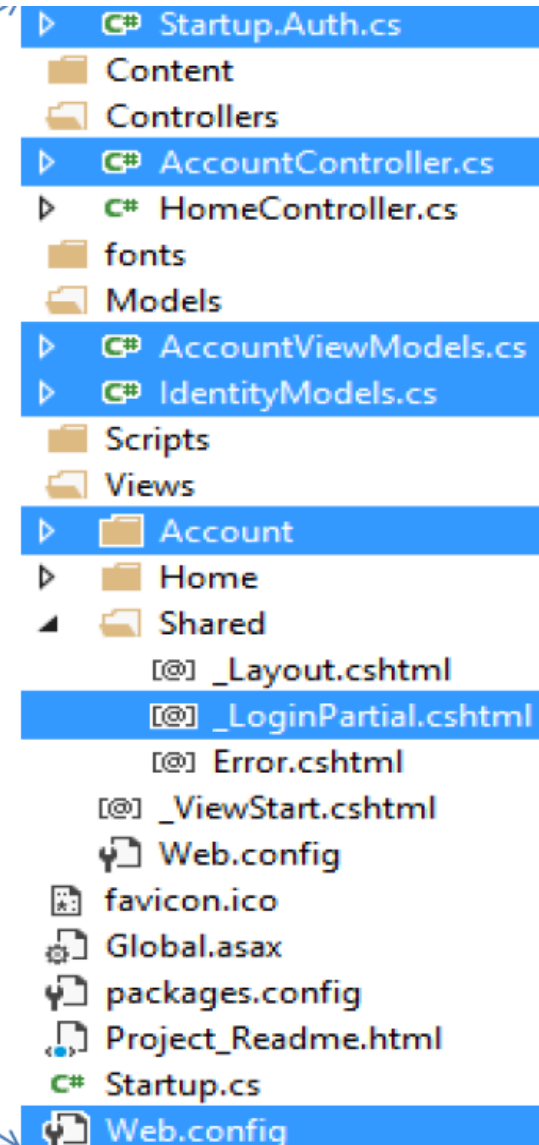 C# Startup.Auth.cs
Content
Controllers
C# AccountController.cs
C# HomeController.cs
fonts
Models
C# AccountViewModels.cs
C# IdentityModels.cs
Scripts
Views
Account
Home
Shared
[@] _Layout.cshtml
[@] _LoginPartial.cshtml
[@] Error.cshtml
[@] _ViewStart.cshtml
Web.config
favicon.ico
Global.asax
packages.config
Project_Readme.html
C# Startup.cs
Web.config